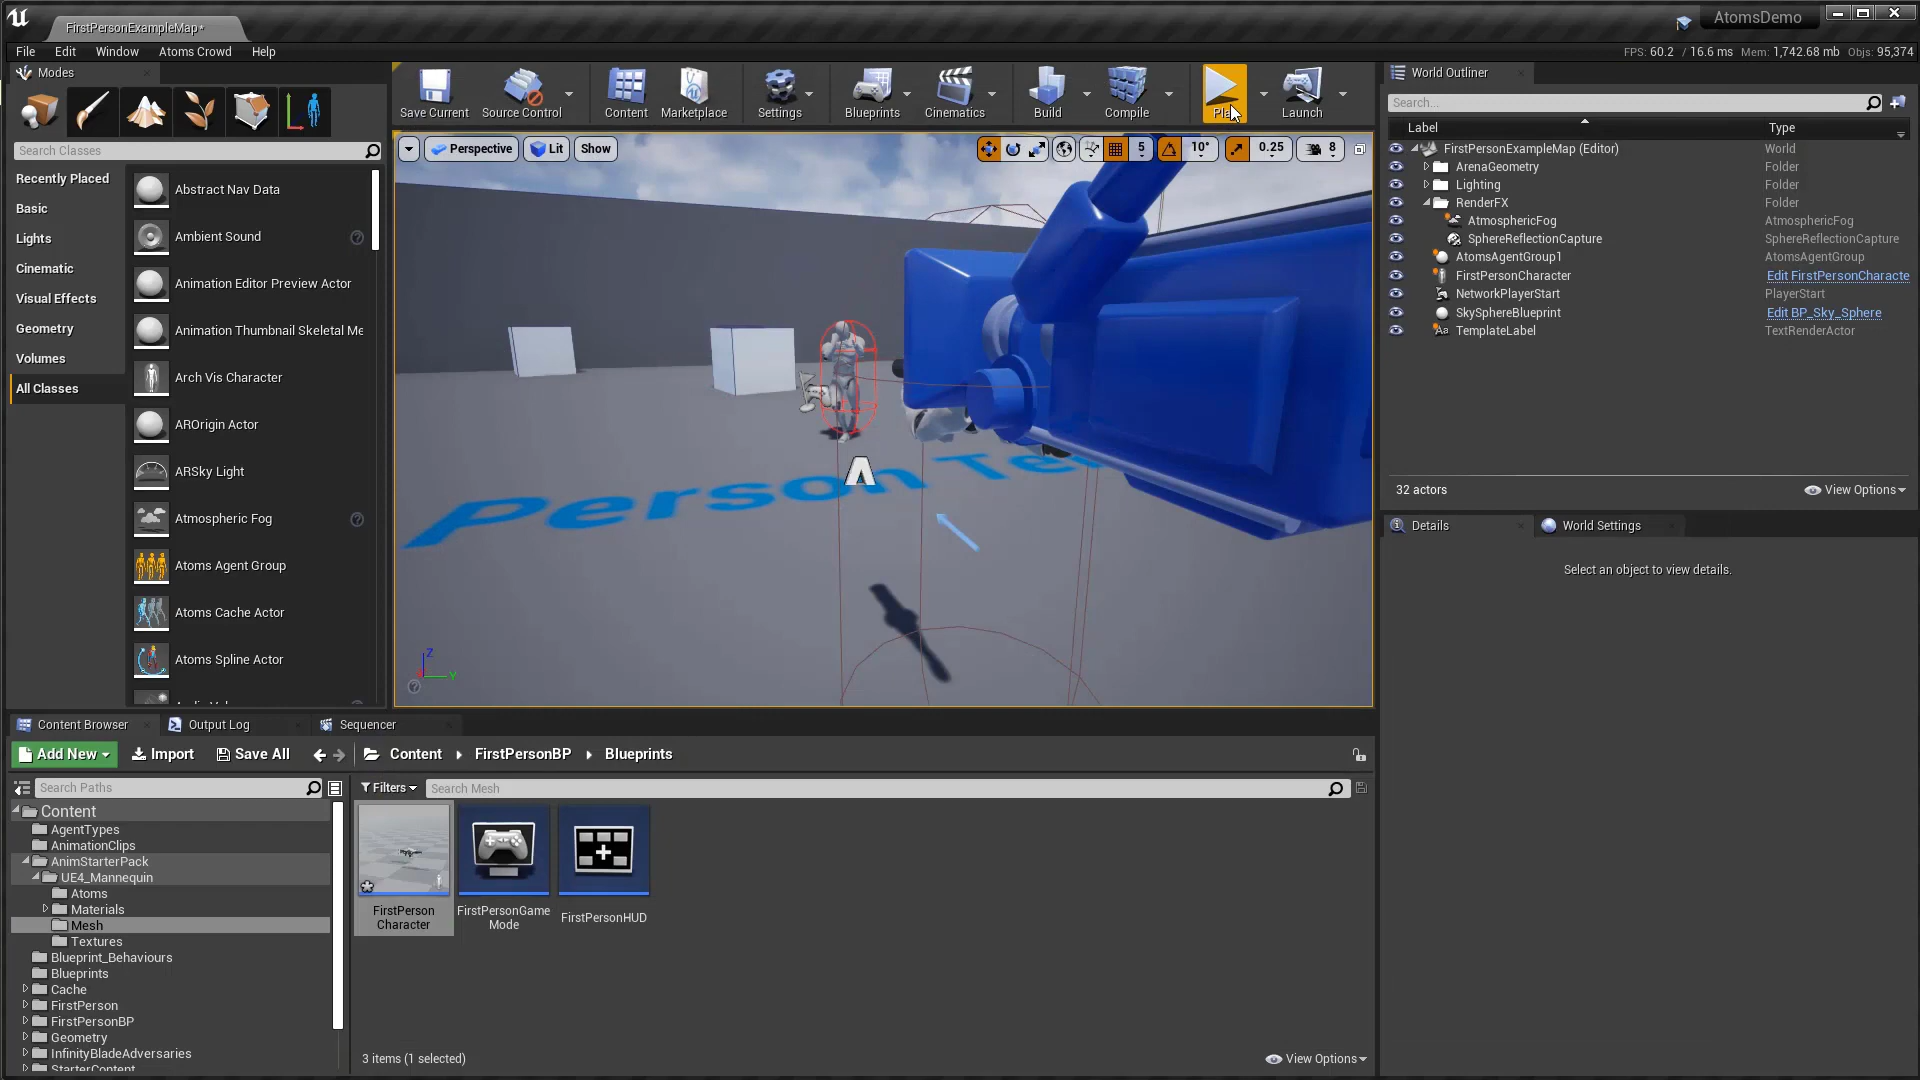 FirstPersonExampleMap*
AtomsDemo
File Edit Window Atoms Crowd Help
FPS: 60.2 / 16.6 ms Mem: 1,742.68 mb Objs: 95,374
Modes
Search Classes
Recently Placed
Basic
Lights
Cinematic
Visual Effects
Geometry
Volumes
All Classes
Abstract Nav Data
Ambient Sound
Animation Editor Preview Actor
Animation Thumbnail Skeletal Me
Arch Vis Character
AROrigin Actor
ARSky Light
Atmospheric Fog
Atoms Agent Group
Atoms Cache Actor
Atoms Spline Actor
Save Current Source Control Content Marketplace Settings Blueprints Cinematics Build Compile Play Launch
Perspective Lit Show
5 10° 0.25 8
Person Te
Z
Y
World Outliner
Search...
Label Type
FirstPersonExampleMap (Editor) World
ArenaGeometry Folder
Lighting Folder
RenderFX Folder
AtmosphericFog AtmosphericFog
SphereReflectionCapture SphereReflectionCapture
AtomsAgentGroup1 AtomsAgentGroup
FirstPersonCharacter Edit FirstPersonCharacte
NetworkPlayerStart PlayerStart
SkySphereBlueprint Edit BP_Sky_Sphere
TemplateLabel TextRenderActor
32 actors View Options
Details World Settings
Select an object to view details.
Content Browser Output Log Sequencer
Add New Import Save All Content FirstPersonBP Blueprints
Search Paths
Filters Search Mesh
Content
AgentTypes
AnimationClips
AnimStarterPack
UE4_Mannequin
Atoms
Materials
Mesh
Textures
Blueprint_Behaviours
Blueprints
Cache
FirstPerson
FirstPersonBP
Geometry
InfinityBladeAdversaries
StarterContent
FirstPerson
Character
FirstPersonGame
Mode
FirstPersonHUD
3 items (1 selected) View Options